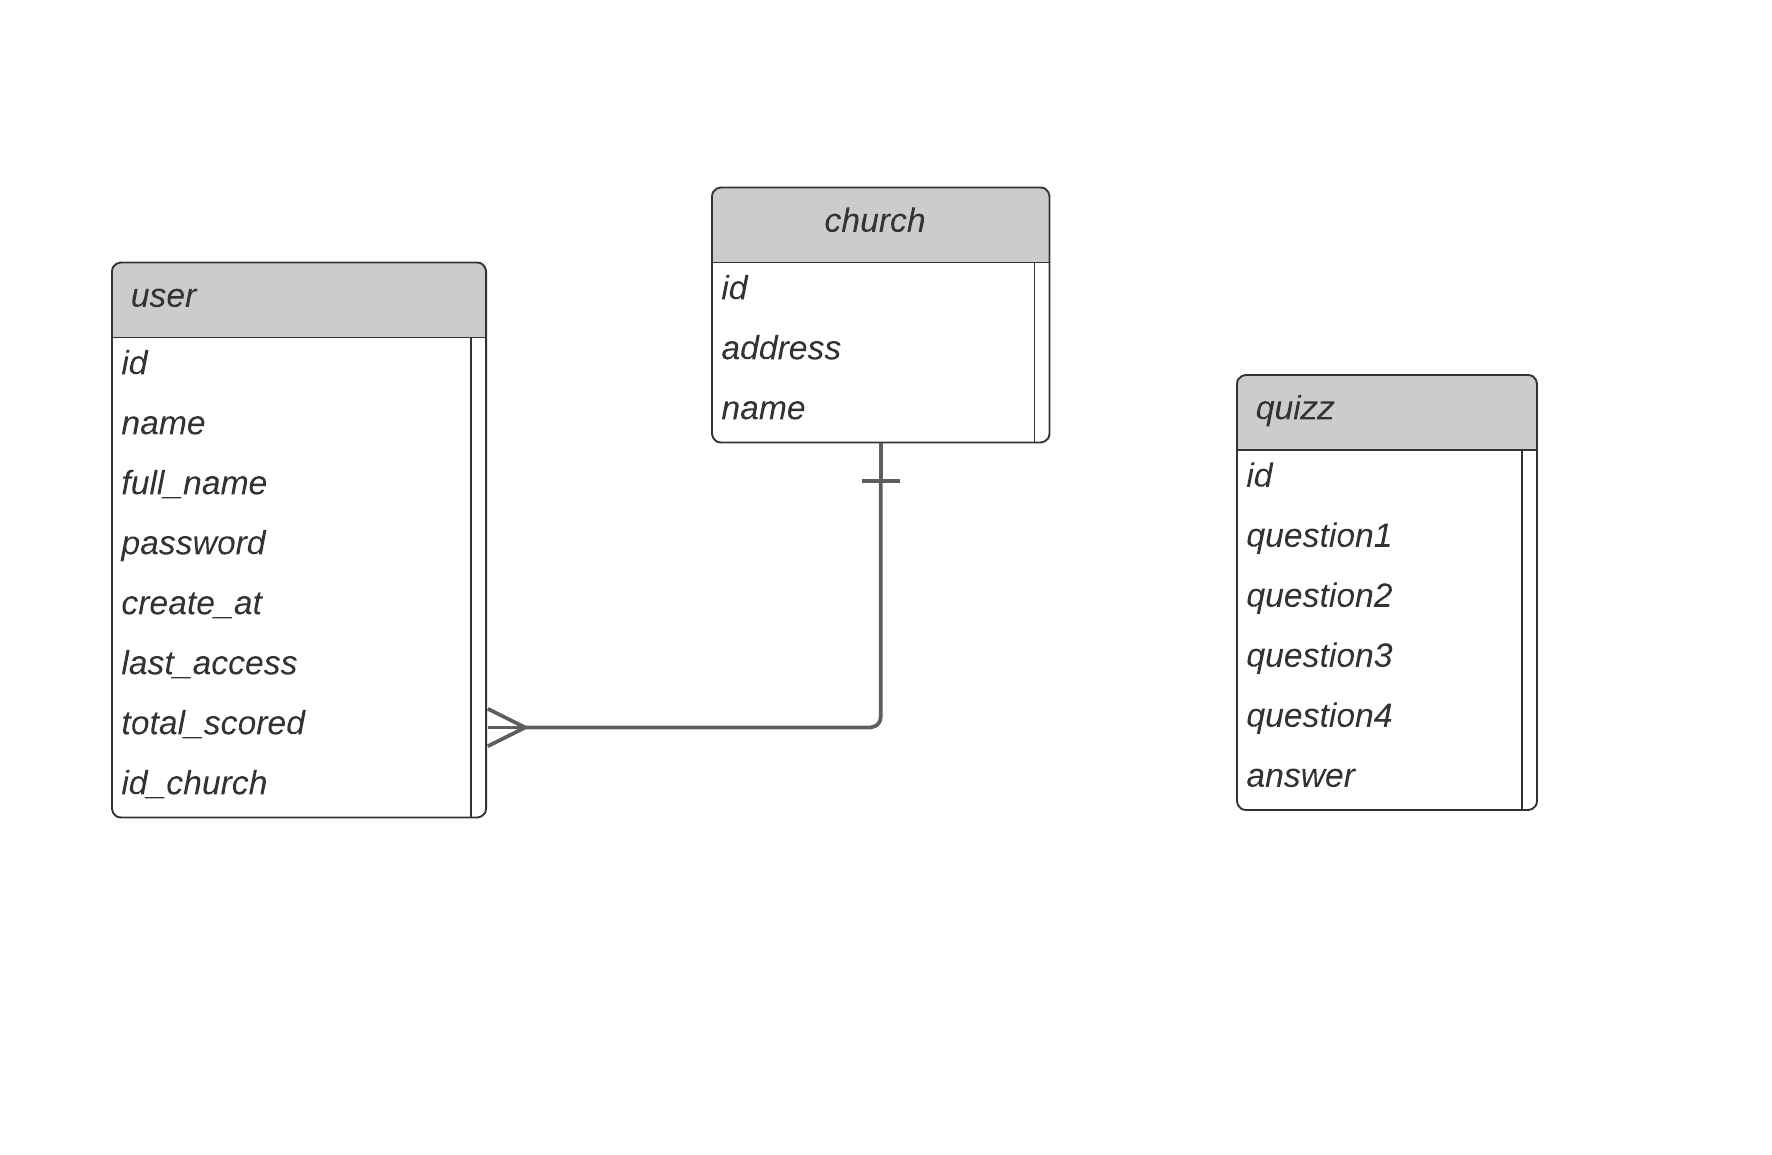 user
id
name
full_name
password
create_at
last_access
total_scored
id_church
church
id
address
name
quizz
id
question1
question2
question3
question4
answer